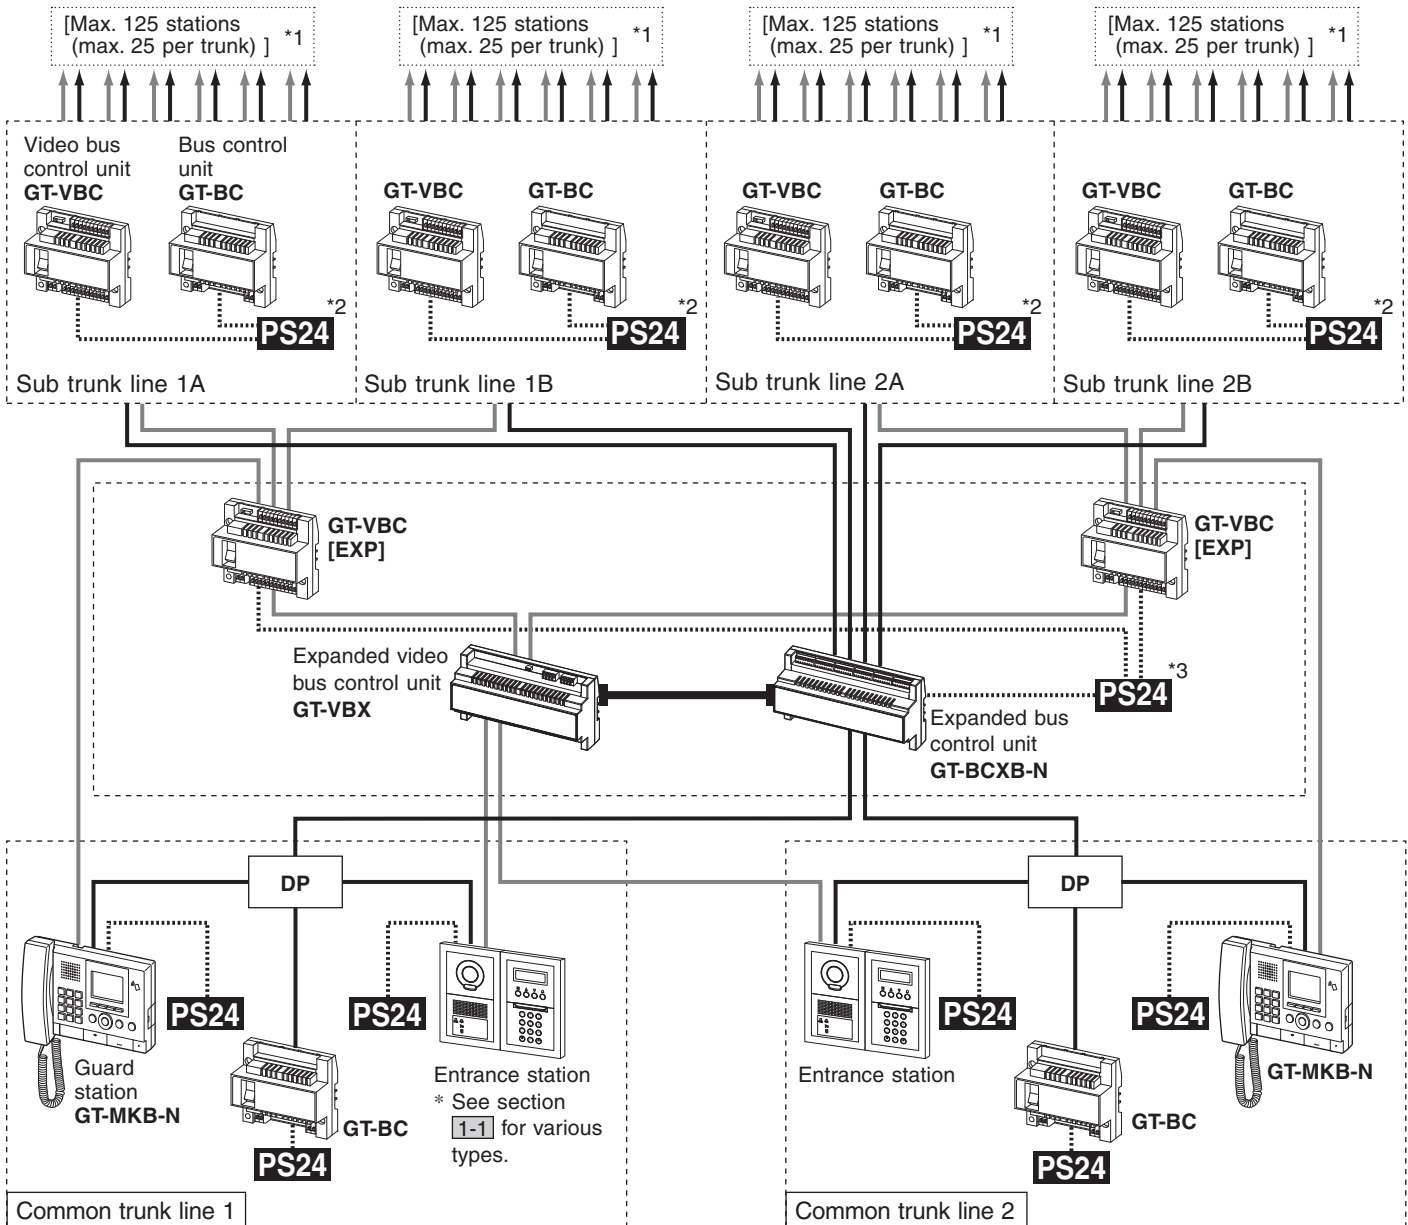 [Max. 125 stations
(max. 25 per trunk) ] *1
[Max. 125 stations
(max. 25 per trunk) ] *1
[Max. 125 stations
(max. 25 per trunk) ] *1
[Max. 125 stations
(max. 25 per trunk) ] *1
Video bus
control unit
GT-VBC
Bus control
unit
GT-BC
*2
PS24
Sub trunk line 1A
GT-VBC
GT-BC
*2
PS24
Sub trunk line 1B
GT-VBC
GT-BC
*2
PS24
Sub trunk line 2A
GT-VBC
GT-BC
*2
PS24
Sub trunk line 2B
GT-VBC
[EXP]
GT-VBC
[EXP]
Expanded video
bus control unit
GT-VBX
*3
PS24
Expanded bus
control unit
GT-BCXB-N
DP
PS24
PS24
Guard
station
GT-MKB-N
GT-BC
PS24
Entrance station
* See section
1-1 for various
types.
Common trunk line 1
DP
PS24
PS24
Entrance station
GT-MKB-N
GT-BC
PS24
Common trunk line 2